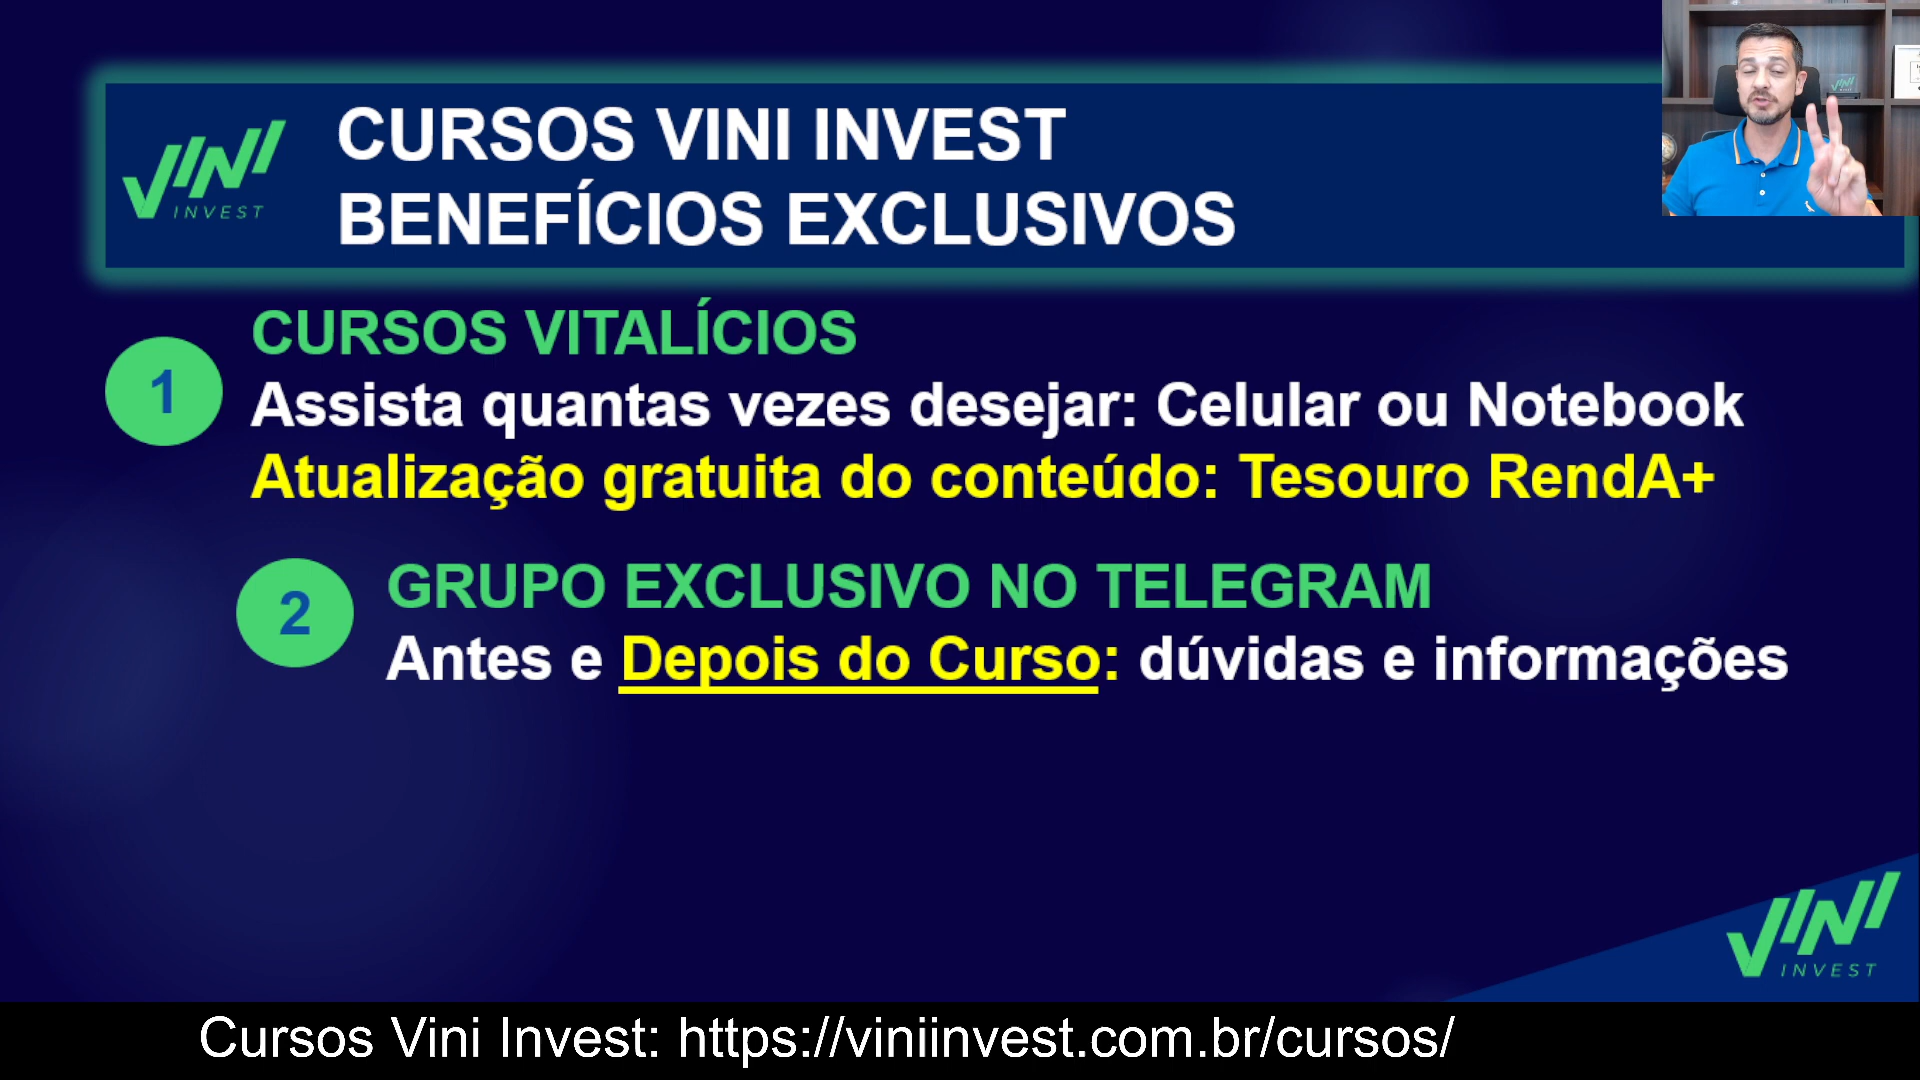 VINI
INVEST
CURSOS VINI INVEST
BENEFÍCIOS EXCLUSIVOS
1
CURSOS VITALÍCIOS
Assista quantas vezes desejar: Celular ou Notebook
Atualização gratuita do conteúdo: Tesouro RendA+
2
GRUPO EXCLUSIVO NO TELEGRAM
Antes e Depois do Curso: dúvidas e informações
VINI
INVEST
Cursos Vini Invest: https://viniinvest.com.br/cursos/